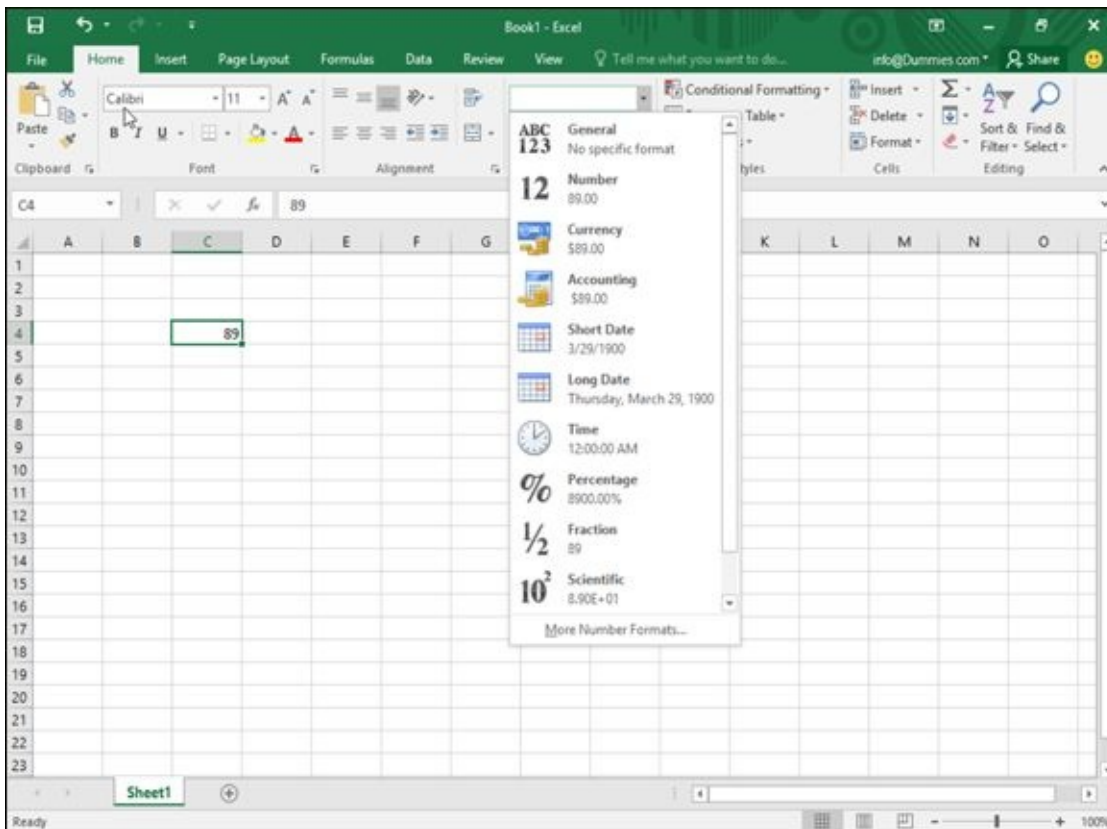 Book1 - Excel
File Home Insert Page Layout Formulas Data Review View Tell me what you want to do... info@Dummies.com Share
Calibri 11 Conditional Formatting Insert
Paste B I U Table Delete Sort & Find &
Format Filter Select
Clipboard Font Alignment Cells Editing
C4 fx 89
A B C D E F G K L M N O
1
2
3
4 89
5
6
7
8
9
10
11
12
13
14
15
16
17
18
19
20
21
22
23
ABC General
123 No specific format
12 Number
89.00
Currency
$89.00
Accounting
$89.00
Short Date
3/29/1900
Long Date
Thursday, March 29, 1900
Time
12:00:00 AM
% Percentage
8900.00%
½ Fraction
89
10² Scientific
8.90E+01
More Number Formats...
Sheet1
Ready 100%